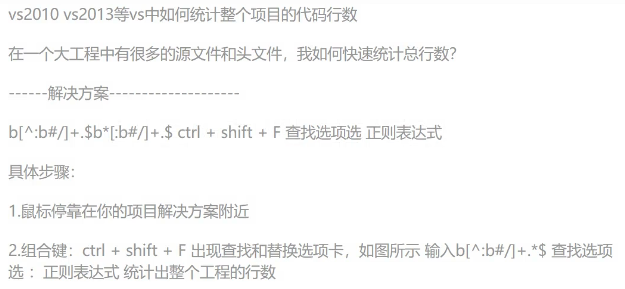 vs2010 vs2013等vs中如何统计整个项目的代码行数
在一个大工程中有很多的源文件和头文件，我如何快速统计总行数？
------解决方案--------------------
b[^:b#/]+.$b*[:b#/]+.$ ctrl + shift + F 查找选项选 正则表达式
具体步骤：
1.鼠标停靠在你的项目解决方案附近
2.组合键：ctrl + shift + F 出现查找和替换选项卡，如图所示 输入b[^:b#/]+.*$ 查找选项
选 ：正则表达式 统计出整个工程的行数